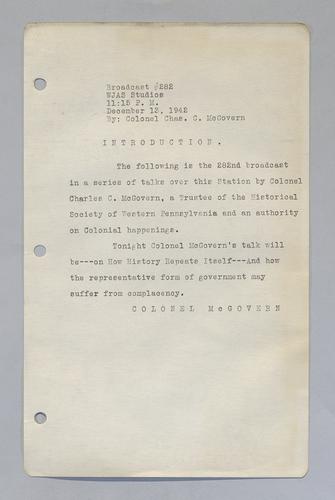 Broadcast #282
WJAS Studios
11:15 P. M.
December 13, 1942
By: Colonel Chas. C. McGovern
I N T R O D U C T I O N .
The following is the 282nd broadcast
in a series of talks over this Station by Colonel
Charles C. McGovern, a Trustee of the Historical
Society of Western Pennsylvania and an authority
on Colonial happenings.
Tonight Colonel McGovern's talk will
be---on How History Repeats Itself---And how
the representative form of government may
suffer from complacency.
C O L O N E L   M c G O V E R N